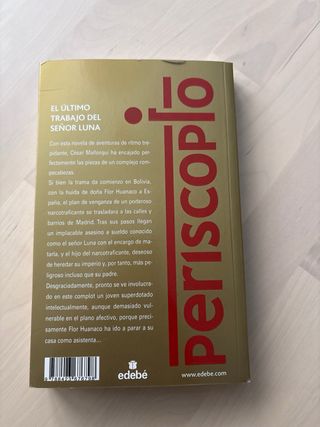 EL ÚLTIMO
TRABAJO DEL
SEÑOR LUNA
Con esta novela de aventuras de ritmo tre-
pidante, César Mallorquí ha encajado per-
fectamente las piezas de un complejo rom-
pecabezas.
Si bien la trama da comienzo en Bolivia,
con la huida de doña Flor Huanaco a Es-
paña, el plan de venganza de un poderoso
narcotraficante se trasladará a las calles y
barrios de Madrid. Tras sus pasos llegan
un implacable asesino a sueldo conocido
como el señor Luna con el encargo de ma-
tarla, y el hijo del narcotraficante, deseoso
de heredar su imperio y, por tanto, más pe-
ligroso incluso que su padre.
Desgraciadamente, pronto se ve involucra-
do en este complot un joven superdotado
intelectualmente, aunque demasiado vul-
nerable en el plano afectivo, porque preci-
samente Flor Huanaco ha ido a parar a su
casa como asistenta...
periscopio
edebé
www.edebe.com